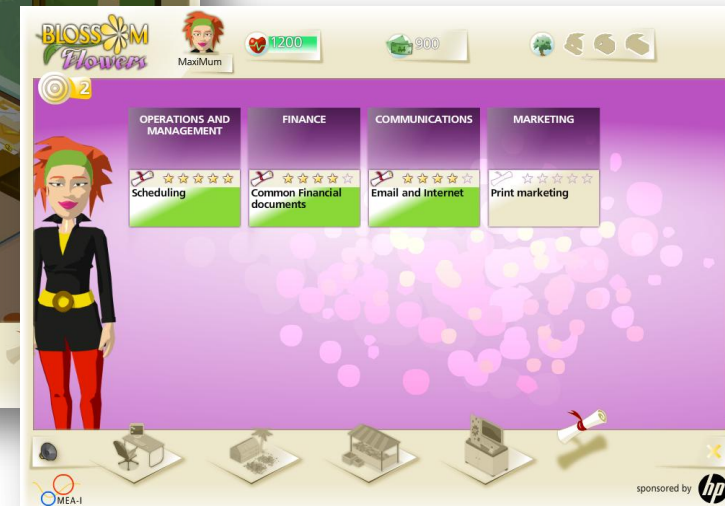 BLOSSOM
Flowers
MaxiMum
1200
900
2
OPERATIONS AND
MANAGEMENT
Scheduling
FINANCE
Common Financial
documents
COMMUNICATIONS
Email and Internet
MARKETING
Print marketing
MEA-I
sponsored by hp